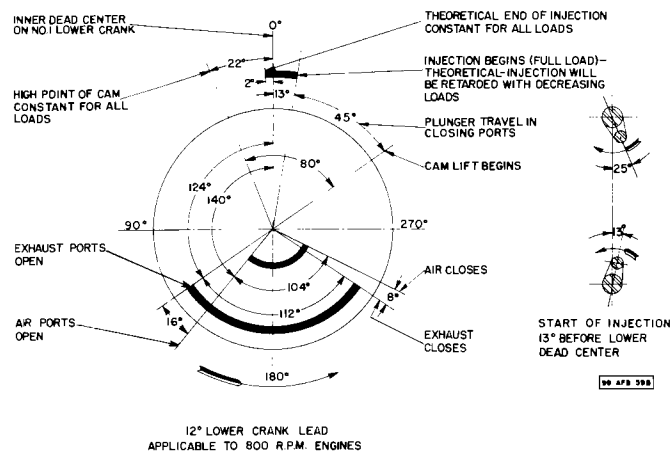 INNER DEAD CENTER
ON NO.1 LOWER CRANK
0°
THEORETICAL END OF INJECTION
CONSTANT FOR ALL LOADS
22°
2°
13°
INJECTION BEGINS (FULL LOAD)-
THEORETICAL-INJECTION WILL
BE RETARDED WITH DECREASING
LOADS
HIGH POINT OF CAM
CONSTANT FOR ALL
LOADS
45°
PLUNGER TRAVEL IN
CLOSING PORTS
CAM LIFT BEGINS
80°
124°
140°
25°
90°
270°
13°
EXHAUST PORTS
OPEN
AIR CLOSES
104°
8°
112°
16°
AIR PORTS
OPEN
EXHAUST
CLOSES
180°
START OF INJECTION
13° BEFORE LOWER
DEAD CENTER
12° LOWER CRANK LEAD
APPLICABLE TO 800 R.P.M. ENGINES